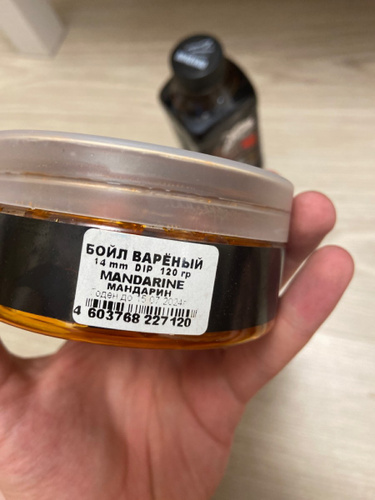 БОЙЛ ВАРЁНЫЙ
14 mm DIP 120 гр
MANDARINE
МАНДАРИН
Годен до 15.07.2024г
4 603768 227120